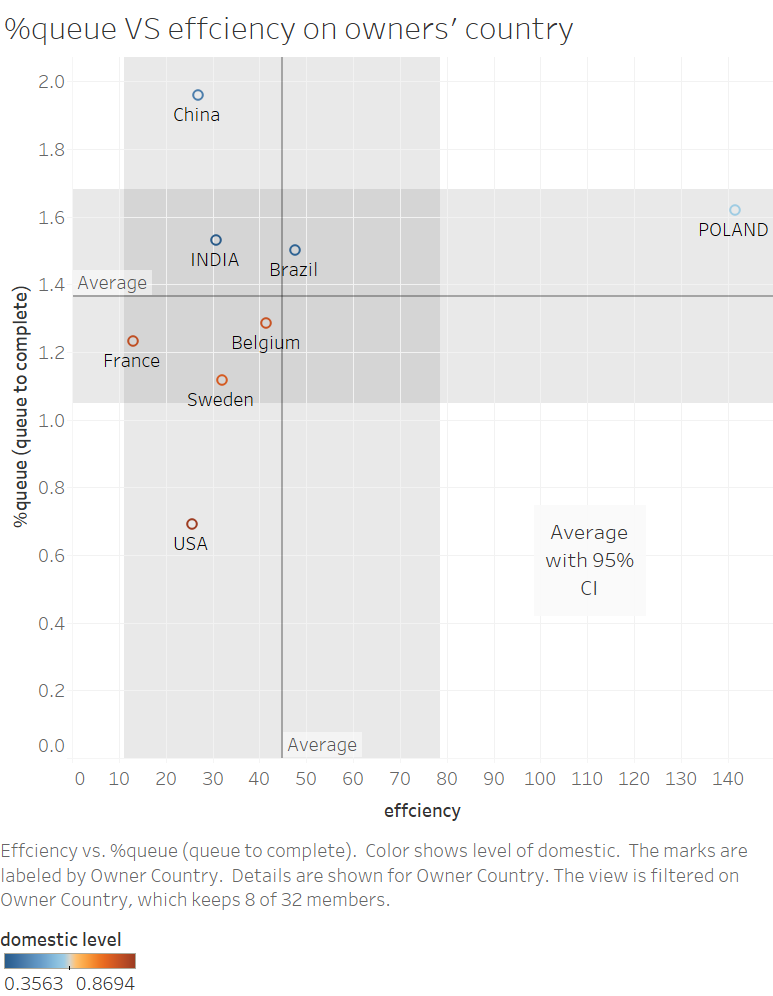 %queue VS effciency on owners’ country
2.0
China
1.8
1.6
POLAND
INDIA
Brazil
1.4
Average
Belgium
1.2
France
Sweden
1.0
0.8
USA
0.6
Average
with 95%
CI
0.4
0.2
0.0
Average
%queue (queue to complete)
0 10 20 30 40 50 60 70 80 90 100 110 120 130 140
effciency
Effciency vs. %queue (queue to complete). Color shows level of domestic. The marks are
labeled by Owner Country. Details are shown for Owner Country. The view is filtered on
Owner Country, which keeps 8 of 32 members.
domestic level
0.3563 0.8694